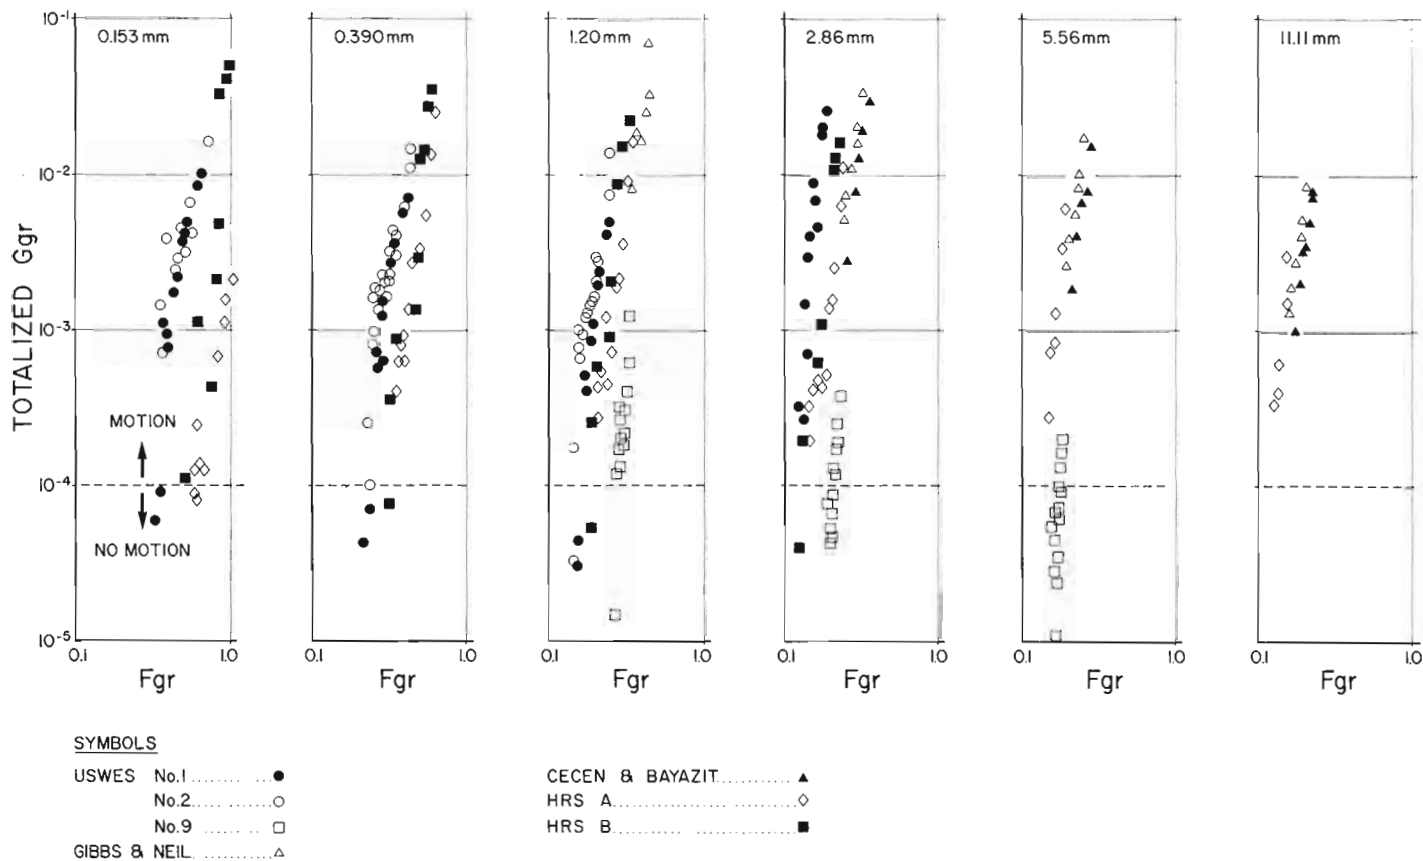 10-1
0.153 mm
0.390 mm
1.20 mm
2.86 mm
5.56 mm
11.11 mm
10-2
10-3
10-4
10-5
TOTALIZED Ggr
MOTION
NO MOTION
0.1 1.0
0.1 1.0
0.1 1.0
0.1 1.0
0.1 1.0
0.1 1.0
Fgr
Fgr
Fgr
Fgr
Fgr
Fgr
SYMBOLS
USWES No.1
No.2
No.9
GIBBS & NEIL
CECEN & BAYAZIT
HRS A
HRS B